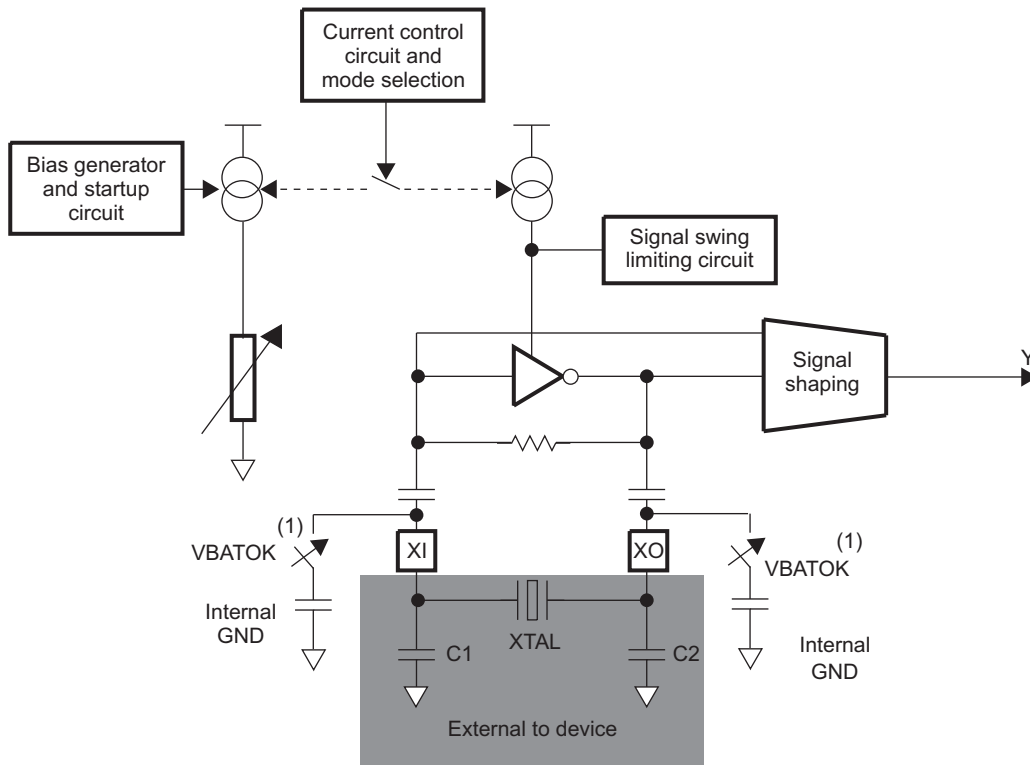 Current control
circuit and
mode selection
Bias generator
and startup
circuit
Signal swing
limiting circuit
Signal
shaping
Y
(1)
VBATOK
XI
XO
(1)
VBATOK
Internal
GND
XTAL
C1
C2
Internal
GND
External to device